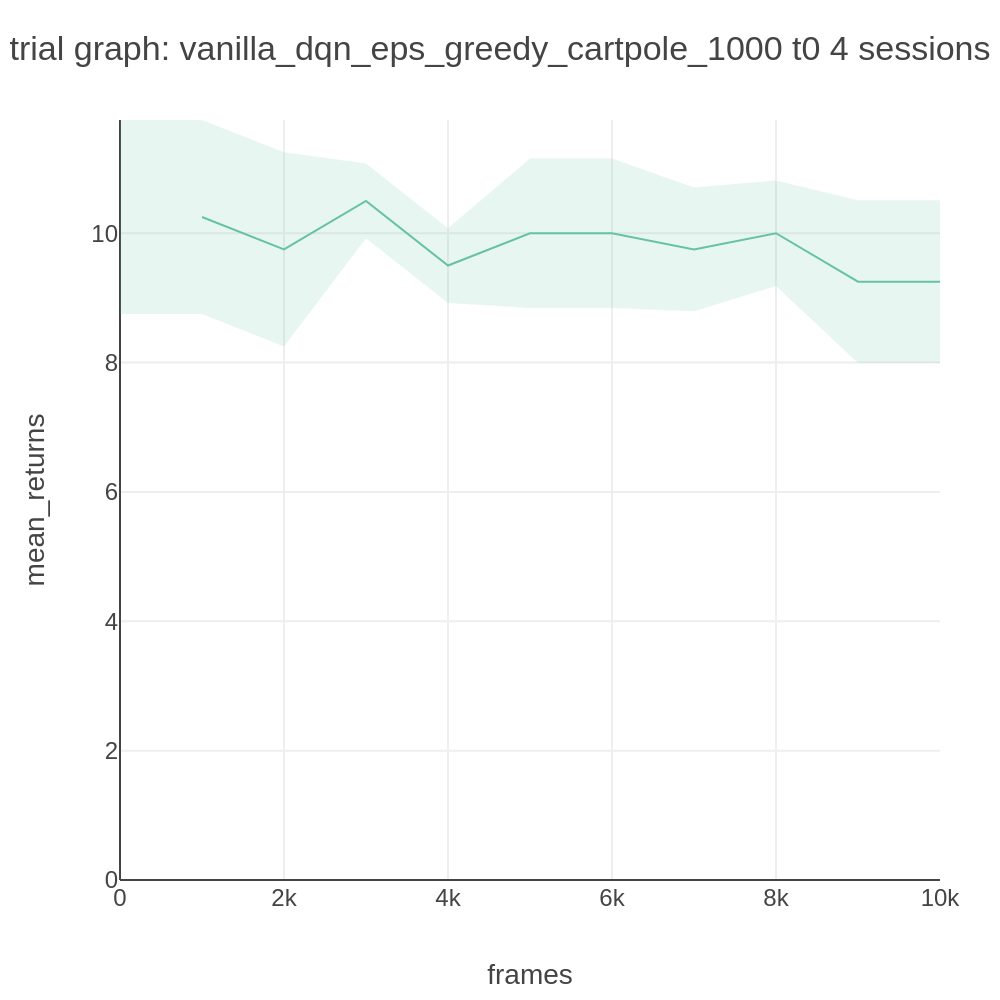 trial graph: vanilla_dqn_eps_greedy_cartpole_1000 t0 4 sessions
mean_returns
10
8
6
4
2
0
0 2k 4k 6k 8k 10k
frames